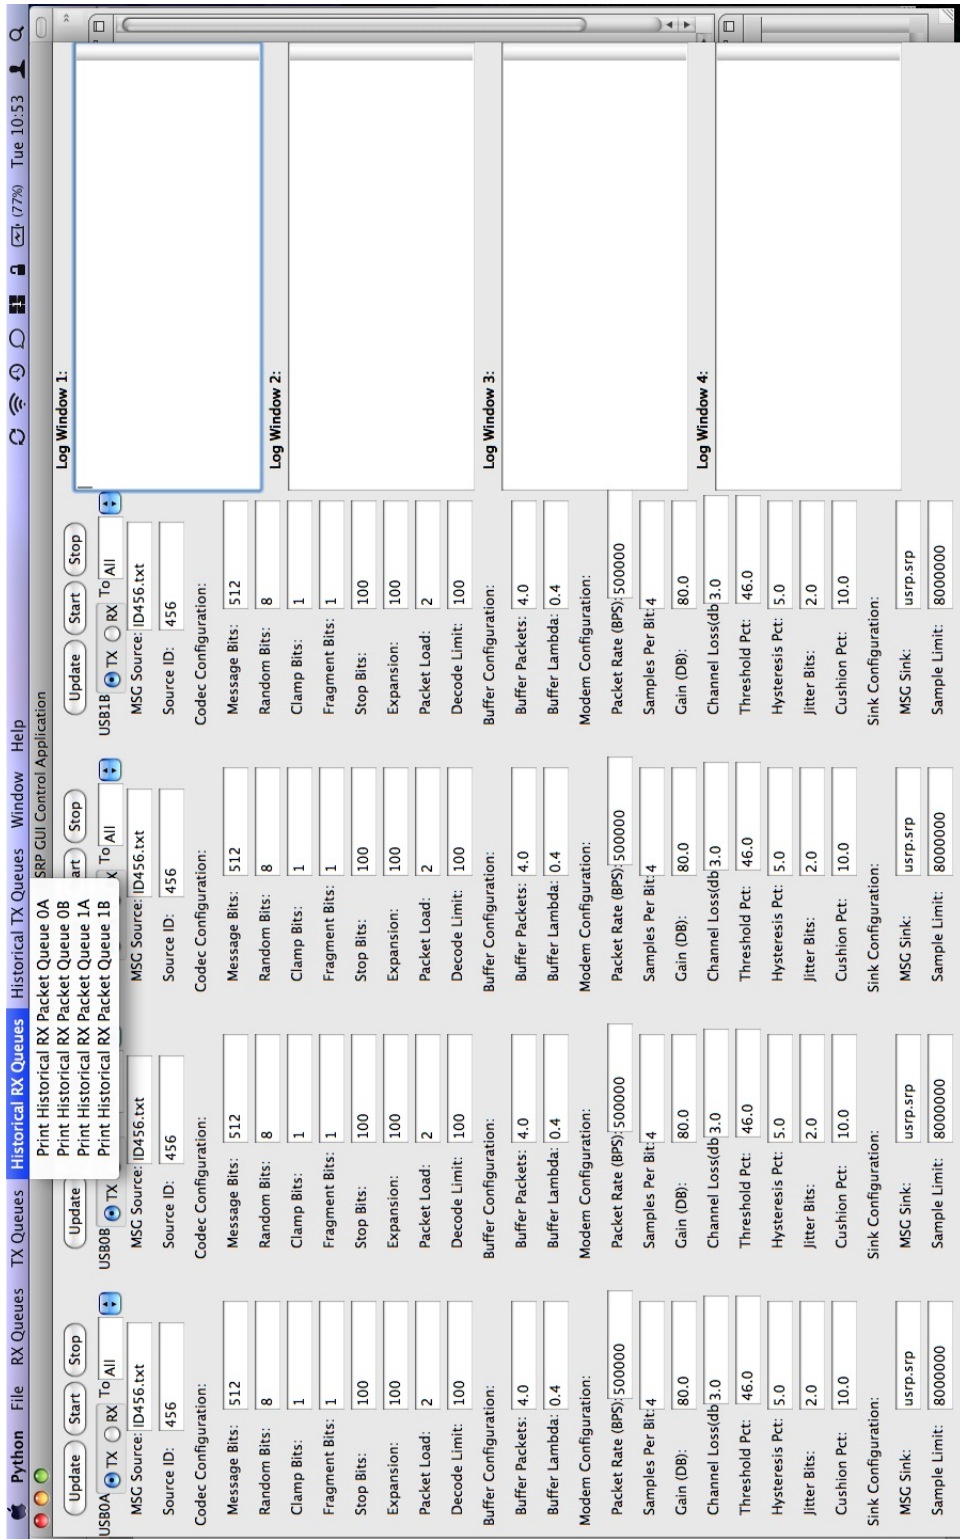 Python File RX Queues TX Queues Historical RX Queues Historical TX Queues Window Help (77%) Tue 10:53
SRP GUI Control Application
Print Historical RX Packet Queue 0A
Print Historical RX Packet Queue 0B
Print Historical RX Packet Queue 1A
Print Historical RX Packet Queue 1B
Update Start Stop
USB0A TX RX To All
MSG Source: ID456.txt
Source ID: 456
Codec Configuration:
Message Bits: 512
Random Bits: 8
Clamp Bits: 1
Fragment Bits: 1
Stop Bits: 100
Expansion: 100
Packet Load: 2
Decode Limit: 100
Buffer Configuration:
Buffer Packets: 4.0
Buffer Lambda: 0.4
Modem Configuration:
Packet Rate (BPS): 500000
Samples Per Bit: 4
Gain (DB): 80.0
Channel Loss(db 3.0
Threshold Pct: 46.0
Hysteresis Pct: 5.0
Jitter Bits: 2.0
Cushion Pct: 10.0
Sink Configuration:
MSG Sink: usrp.srp
Sample Limit: 8000000
Update
USB0B TX
MSG Source: ID456.txt
Source ID: 456
Codec Configuration:
Message Bits: 512
Random Bits: 8
Clamp Bits: 1
Fragment Bits: 1
Stop Bits: 100
Expansion: 100
Packet Load: 2
Decode Limit: 100
Buffer Configuration:
Buffer Packets: 4.0
Buffer Lambda: 0.4
Modem Configuration:
Packet Rate (BPS): 500000
Samples Per Bit: 4
Gain (DB): 80.0
Channel Loss(db 3.0
Threshold Pct: 46.0
Hysteresis Pct: 5.0
Jitter Bits: 2.0
Cushion Pct: 10.0
Sink Configuration:
MSG Sink: usrp.srp
Sample Limit: 8000000
art Stop
X To All
MSG Source: ID456.txt
Source ID: 456
Codec Configuration:
Message Bits: 512
Random Bits: 8
Clamp Bits: 1
Fragment Bits: 1
Stop Bits: 100
Expansion: 100
Packet Load: 2
Decode Limit: 100
Buffer Configuration:
Buffer Packets: 4.0
Buffer Lambda: 0.4
Modem Configuration:
Packet Rate (BPS): 500000
Samples Per Bit: 4
Gain (DB): 80.0
Channel Loss(db 3.0
Threshold Pct: 46.0
Hysteresis Pct: 5.0
Jitter Bits: 2.0
Cushion Pct: 10.0
Sink Configuration:
MSG Sink: usrp.srp
Sample Limit: 8000000
Update Start Stop
USB1B TX RX To All
MSG Source: ID456.txt
Source ID: 456
Codec Configuration:
Message Bits: 512
Random Bits: 8
Clamp Bits: 1
Fragment Bits: 1
Stop Bits: 100
Expansion: 100
Packet Load: 2
Decode Limit: 100
Buffer Configuration:
Buffer Packets: 4.0
Buffer Lambda: 0.4
Modem Configuration:
Packet Rate (BPS): 500000
Samples Per Bit: 4
Gain (DB): 80.0
Channel Loss(db 3.0
Threshold Pct: 46.0
Hysteresis Pct: 5.0
Jitter Bits: 2.0
Cushion Pct: 10.0
Sink Configuration:
MSG Sink: usrp.srp
Sample Limit: 8000000
Log Window 1:
Log Window 2:
Log Window 3:
Log Window 4: